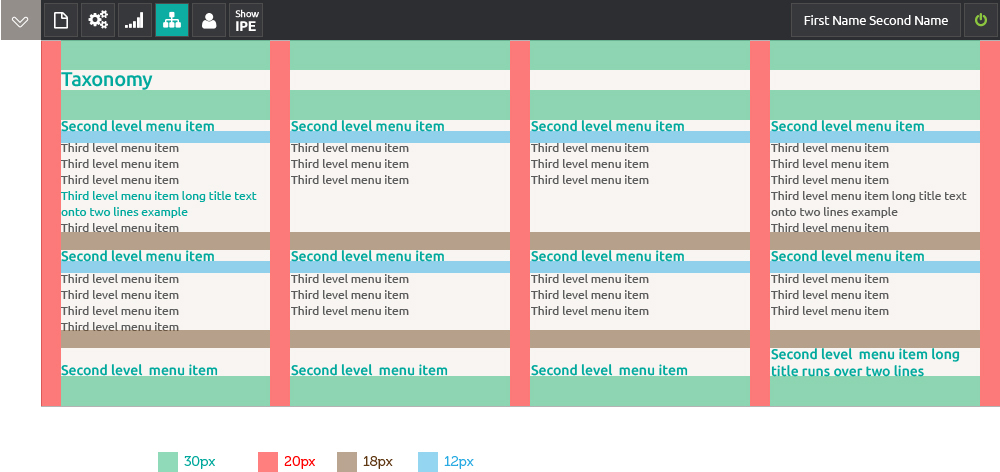 Show
IPE
First Name Second Name
Taxonomy
Second level menu item
Third level menu item
Third level menu item
Third level menu item
Third level menu item long title text
onto two lines example
Third level menu item
Second level menu item
Third level menu item
Third level menu item
Third level menu item
Second level menu item
Third level menu item
Third level menu item
Third level menu item
Second level menu item
Third level menu item
Third level menu item
Third level menu item
Third level menu item long title text
onto two lines example
Third level menu item
Second level menu item
Third level menu item
Third level menu item
Third level menu item
Third level menu item
Second level menu item
Third level menu item
Third level menu item
Third level menu item
Second level menu item
Third level menu item
Third level menu item
Third level menu item
Second level menu item
Third level menu item
Third level menu item
Third level menu item
Second level  menu item
Second level  menu item
Second level  menu item
Second level  menu item long
title runs over two lines
30px
20px
18px
12px